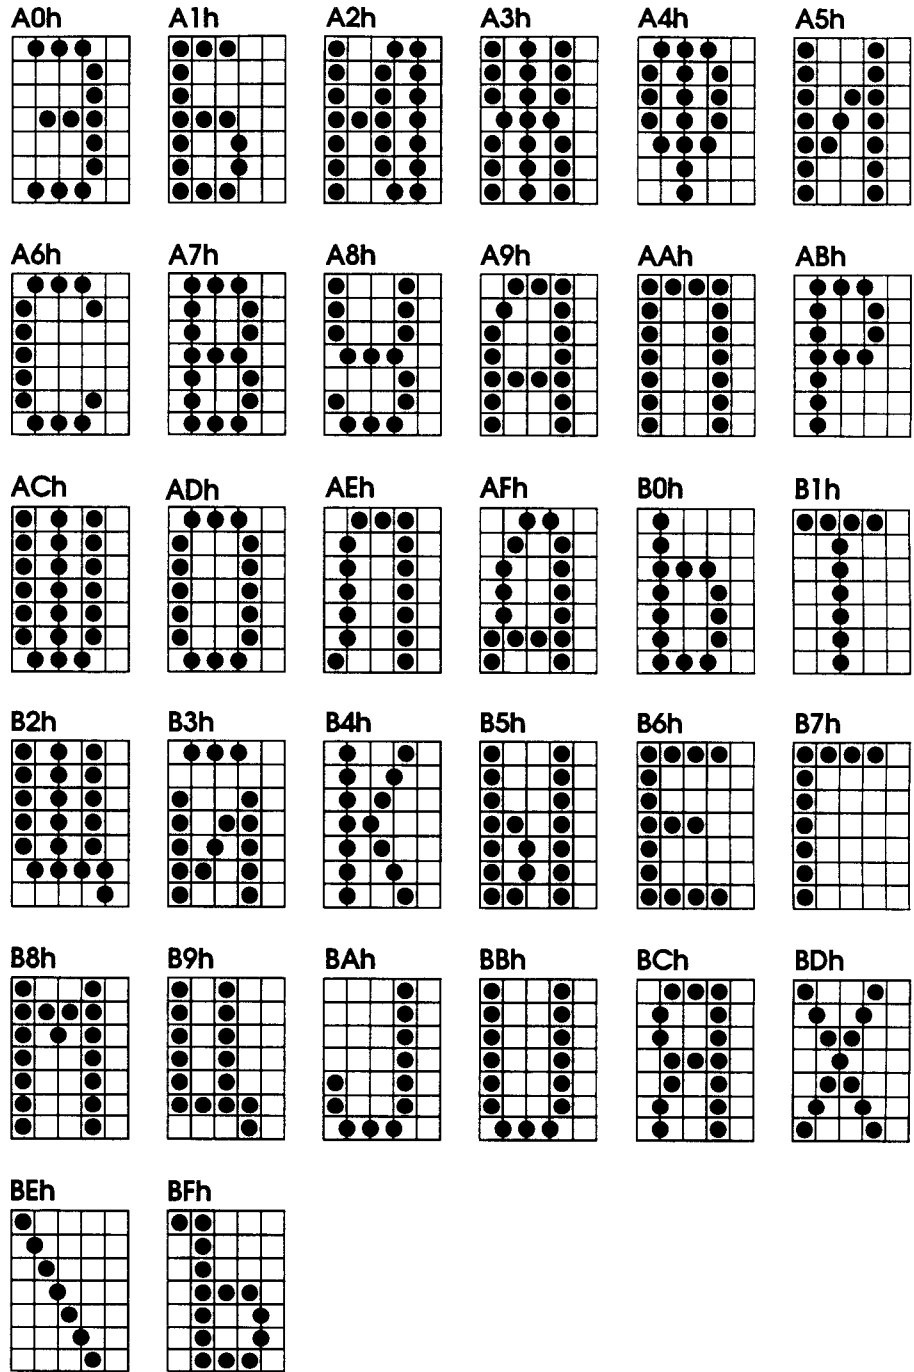 A0h A1h A2h A3h A4h A5h
A6h A7h A8h A9h AAh ABh
ACh ADh AEh AFh B0h B1h
B2h B3h B4h B5h B6h B7h
B8h B9h BAh BBh BCh BDh
BEh BFh